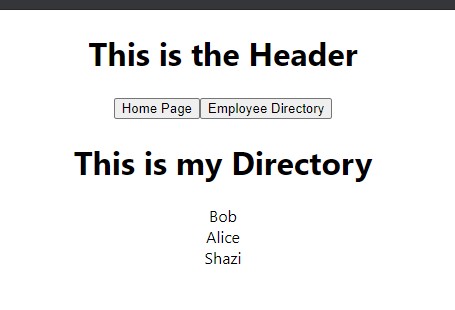 This is the Header
Home Page Employee Directory
This is my Directory
Bob
Alice
Shazi